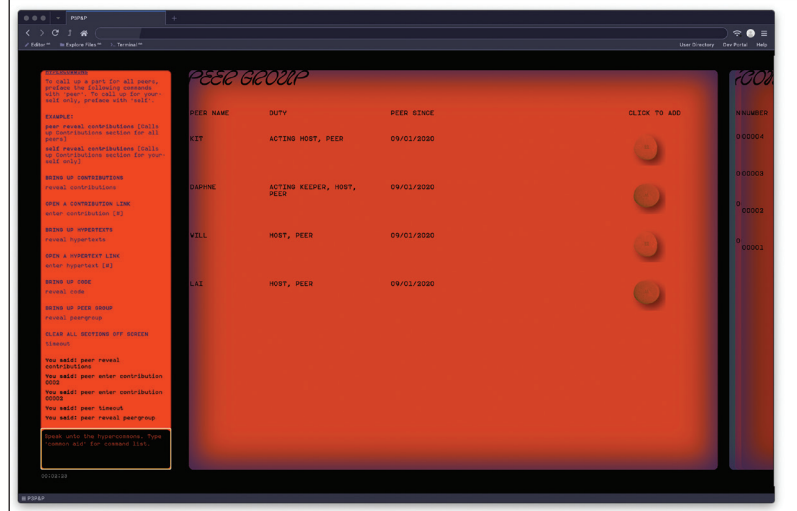 P2P&P
Editor
Explore Files
Terminal
User Directory Dev Portal Help
To call up a part for all peers,
preface the following commands
with 'peer'. To call up for your-
self only, preface with 'self'.
EXAMPLE:
peer reveal contributions [Calls
up Contributions section for all
peers]
self reveal contributions [Calls
up Contributions section for your-
self only]
BRING UP CONTRIBUTIONS
reveal contributions
OPEN A CONTRIBUTION LINK
enter contribution [#]
BRING UP HYPERTEXTS
reveal hypertexts
OPEN A HYPERTEXT LINK
enter hypertext [#]
BRING UP CODE
reveal code
BRING UP PEER GROUP
reveal peergroup
CLEAR ALL SECTIONS OFF SCREEN
timeout
You said: peer reveal
contributions
You said: peer enter contribution
0002
You said: peer enter contribution
00002
You said: peer timeout
You said: peer reveal peergroup
Speak unto the hypercommons. Type
'common aid' for command list.
PEER GROUP
PEER NAME DUTY PEER SINCE CLICK TO ADD
KIT ACTING HOST, PEER 09/01/2020
DAPHNE ACTING KEEPER, HOST,
PEER 09/01/2020
WILL HOST, PEER 09/01/2020
LAI HOST, PEER 09/01/2020
NUMBER
00004
00003
00002
00001
P2P&P